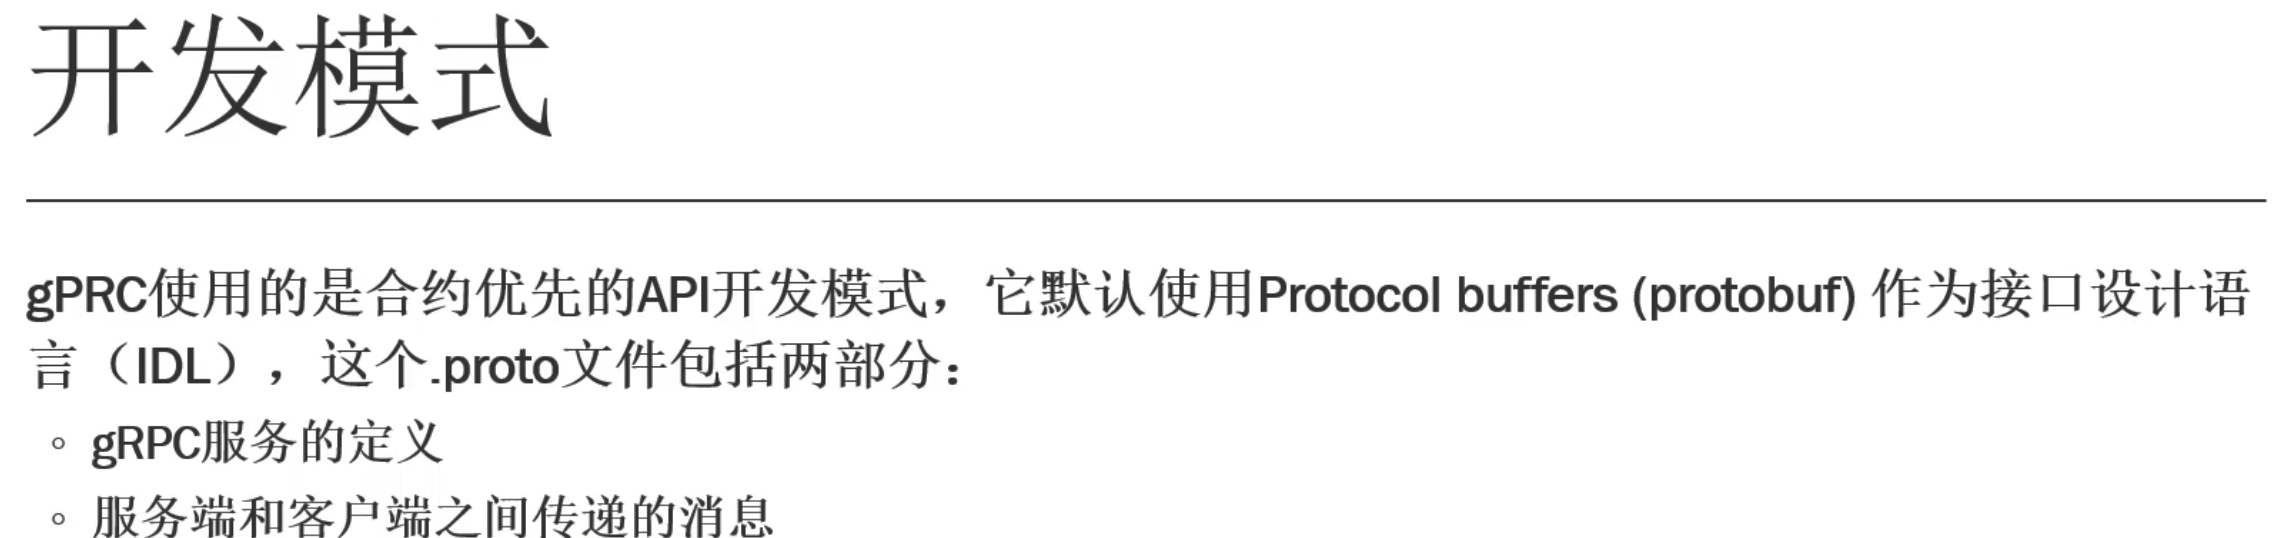 开发模式
gPRC使用的是合约优先的API开发模式，它默认使用Protocol buffers (protobuf) 作为接口设计语
言（IDL），这个.proto文件包括两部分：
◦ gRPC服务的定义
◦ 服务端和客户端之间传递的消息